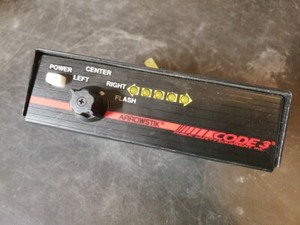 CENTER
POWER
LEFT
RIGHT
FLASH
ARROWSTIK®
CODE 3®